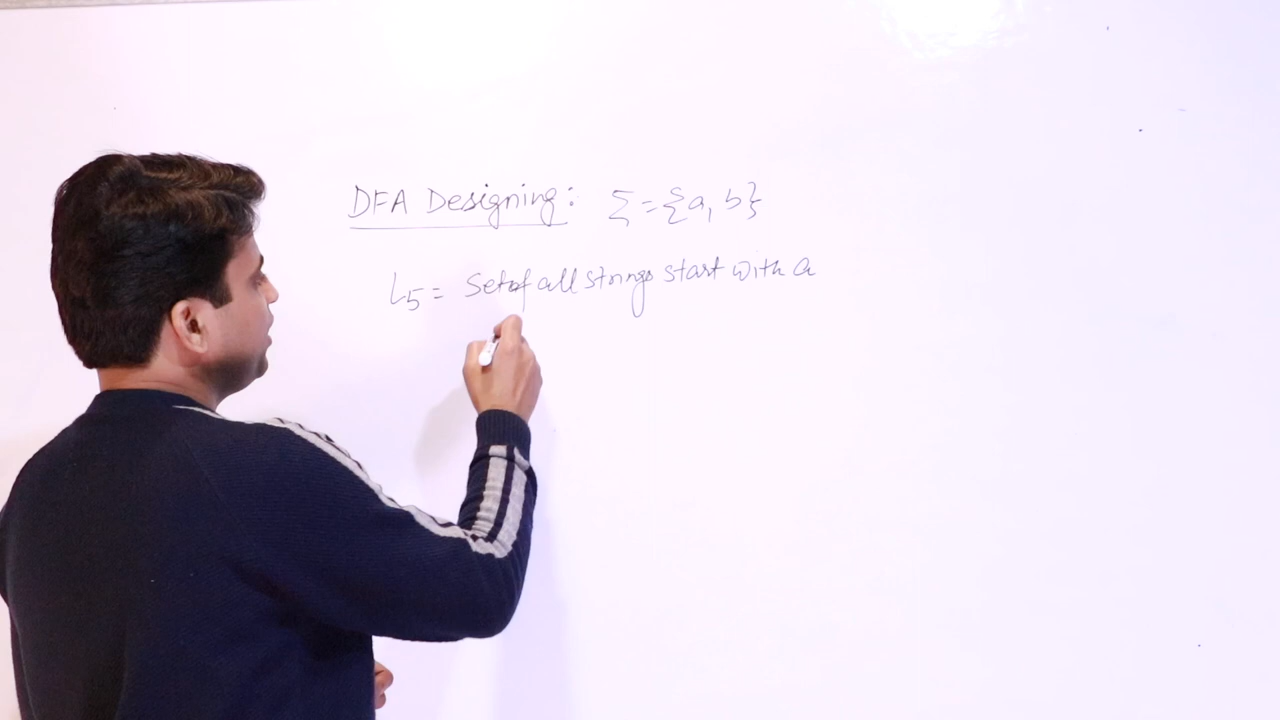 DFA Designing: Σ={a, b}
L5 = Set of all strings start with a